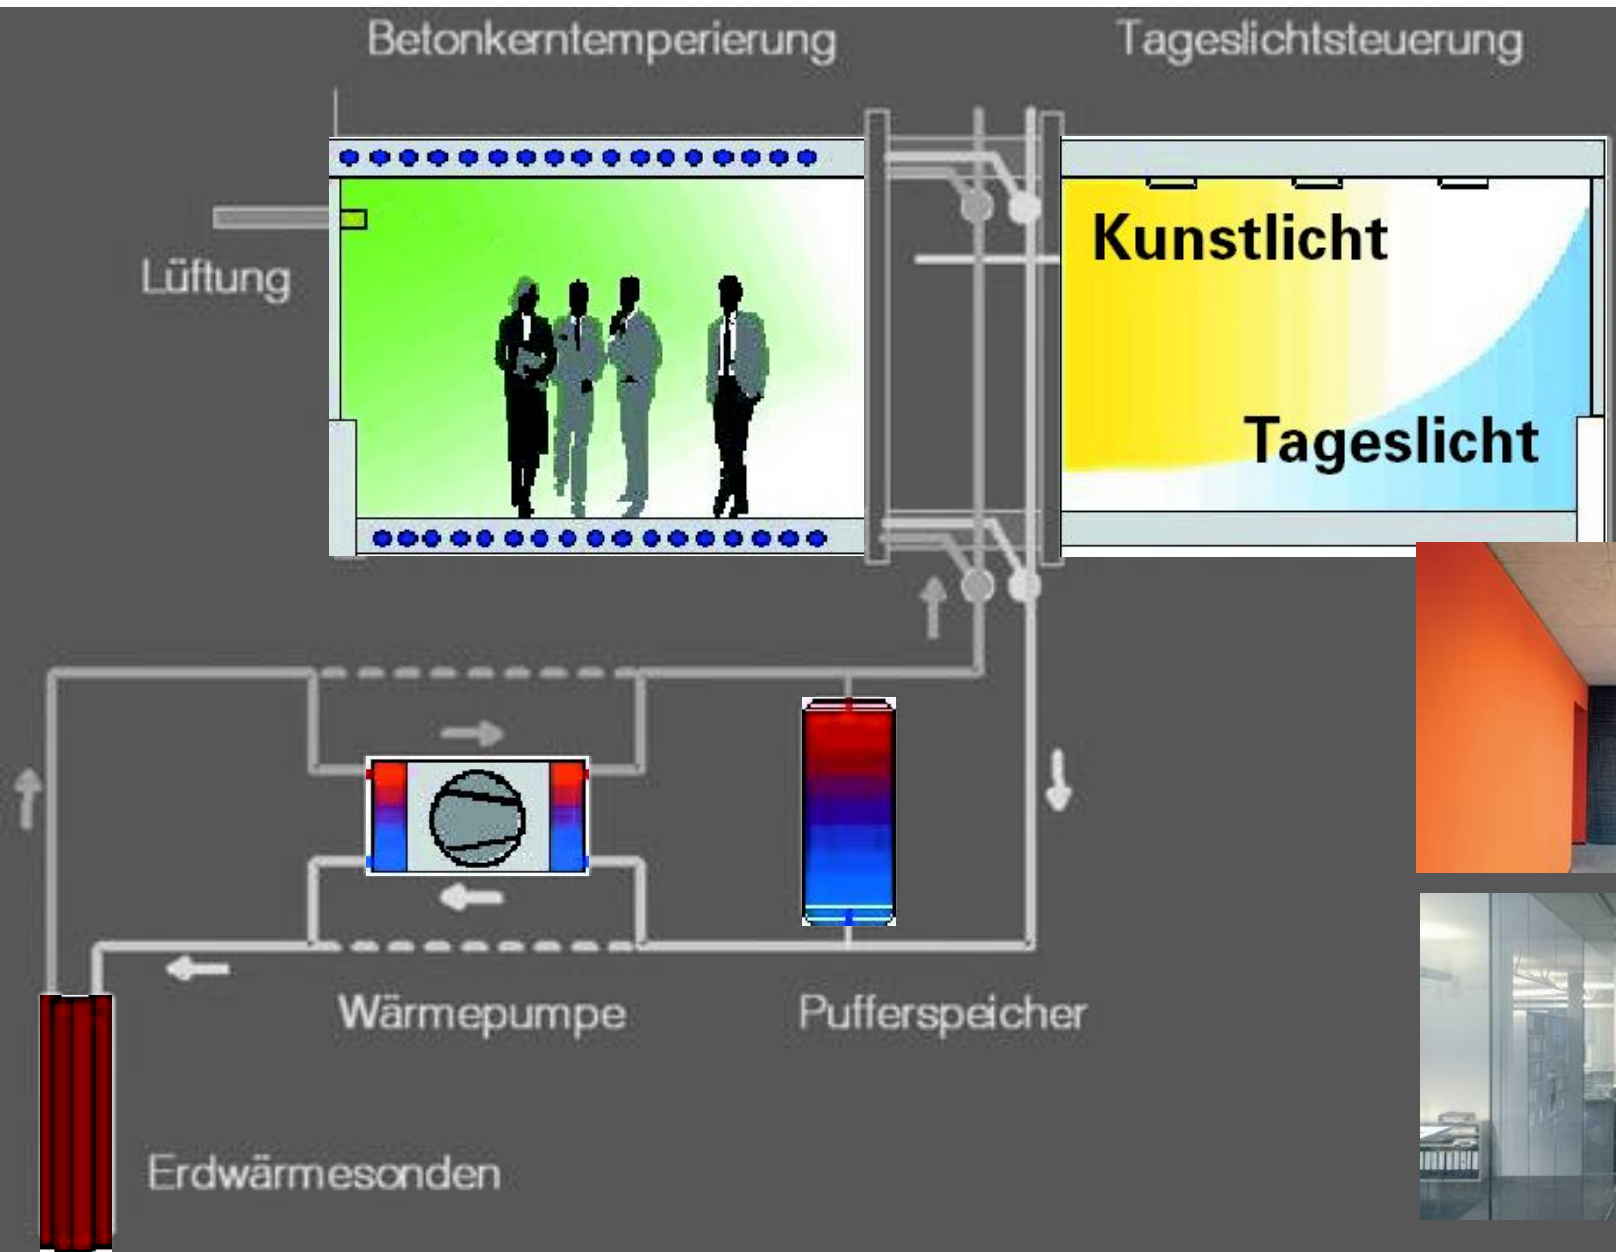 Betonkerntemperierung
Tageslichtsteuerung
Kunstlicht
Lüftung
Tageslicht
Wärmepumpe
Pufferspeicher
Erdwärmesonden